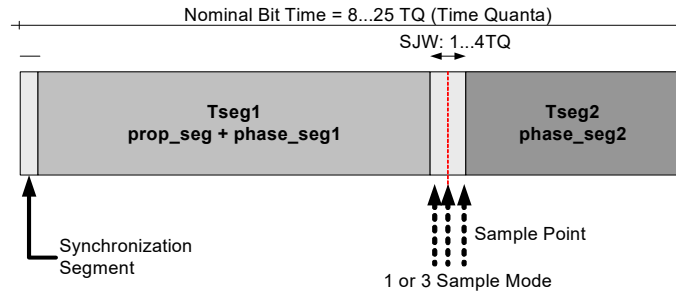 Nominal Bit Time = 8...25 TQ (Time Quanta)
SJW: 1...4TQ
Tseg1
prop_seg + phase_seg1
Tseg2
phase_seg2
Sample Point
Synchronization
Segment
1 or 3 Sample Mode